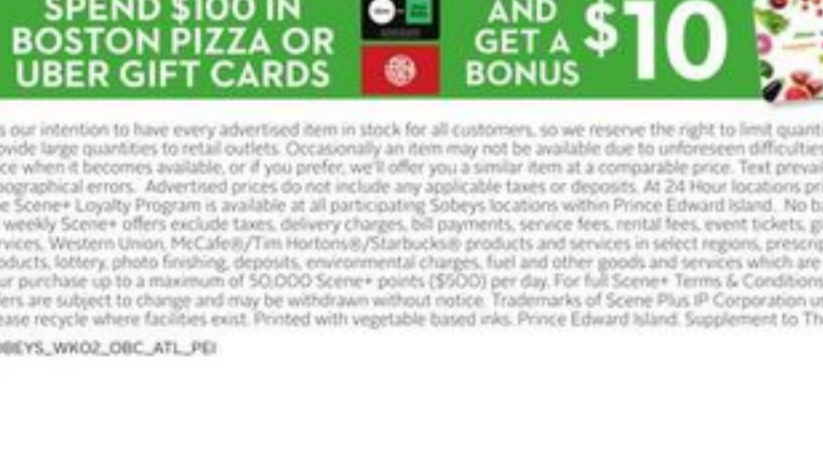 SPEND $100 IN
BOSTON PIZZA OR
UBER GIFT CARDS
AND
GET A
BONUS
$10
s our intention to have every advertised item in stock for all customers, so we reserve the right to limit quanti
ovide large quantities to retail outlets. Occasionally an item may not be available due to unforeseen difficulties
ce when it becomes available, or if you prefer, we'll offer you a similar item at a comparable price. Text prevai
pographical errors. Advertised prices do not include any applicable taxes or deposits. At 24 Hour locations pri
e Scene+ Loyalty Program is available at all participating Sobeys locations within Prince Edward Island. No ba
weekly Scene+ offers exclude taxes, delivery charges, bill payments, service fees, rental fees, event tickets, gi
rvices, Western Union, McCafe®/Tim Hortons®/Starbucks® products and services in select regions, prescrip
oducts, lottery, photo finishing, deposits, environmental charges, fuel and other goods and services which are
ur purchase up to a maximum of 50,000 Scene+ points ($500) per day. For full Scene+ Terms & Conditions
ers are subject to change and may be withdrawn without notice. Trademarks of Scene Plus IP Corporation us
ease recycle where facilities exist. Printed with vegetable based inks. Prince Edward Island. Supplement to Th
OBEYS_WK02_OBC_ATL_PEI